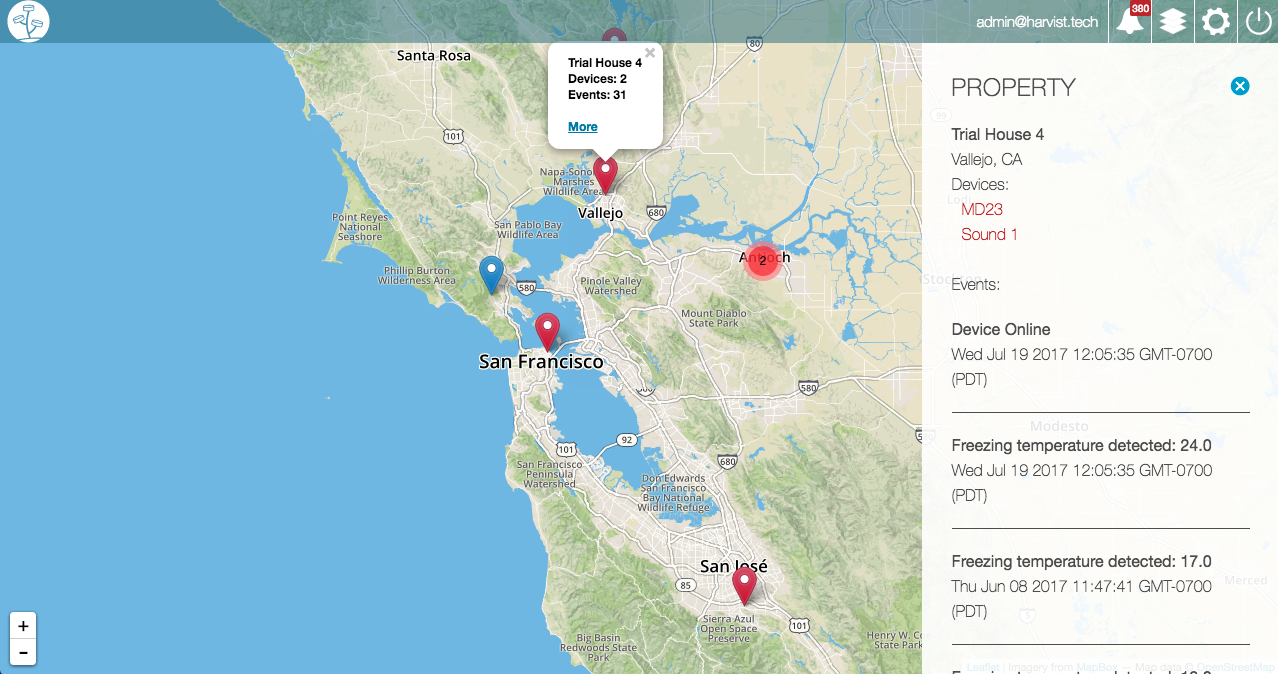 admin@harvist.tech
380
Santa Rosa
80
Trial House 4
Devices: 2
Events: 31
More
101
Napa-Sono
Marshes
Wildlife Area
Vallejo
680
Point Reyes
National
Seashore
San Pablo Bay
Wildlife Area
Phillip Burton
Wilderness Area
580
Pinole Valley
Watershed
2
Mount Diablo
State Park
San Francisco
580
92
101
680
San Francisco
Peninsula
Watershed
Don Edwards
San Francisco
Bay National
Wildlife Refuge
San José
85
Sierra Azul
Open Space
Preserve
101
Big Basin
Redwoods State
Park
Henry W. Co
State Park
+
−
PROPERTY
99
Trial House 4
Vallejo, CA
Devices:
MD23
Sound 1
Events:
Device Online
Wed Jul 19 2017 12:05:35 GMT-0700
(PDT)
Modesto
Freezing temperature detected: 24.0
Wed Jul 19 2017 12:05:35 GMT-0700
(PDT)
Freezing temperature detected: 17.0
Thu Jun 08 2017 11:47:41 GMT-0700
(PDT)
Merced
5
Leaflet | Imagery from MapBox — Map data © OpenStreetMap